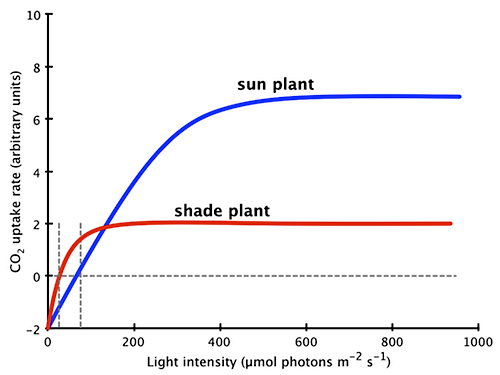 10
8
6
4
2
0
−2
CO₂ uptake rate (arbitrary units)
sun plant
shade plant
0 200 400 600 800 1000
Light intensity (µmol photons m⁻² s⁻¹)